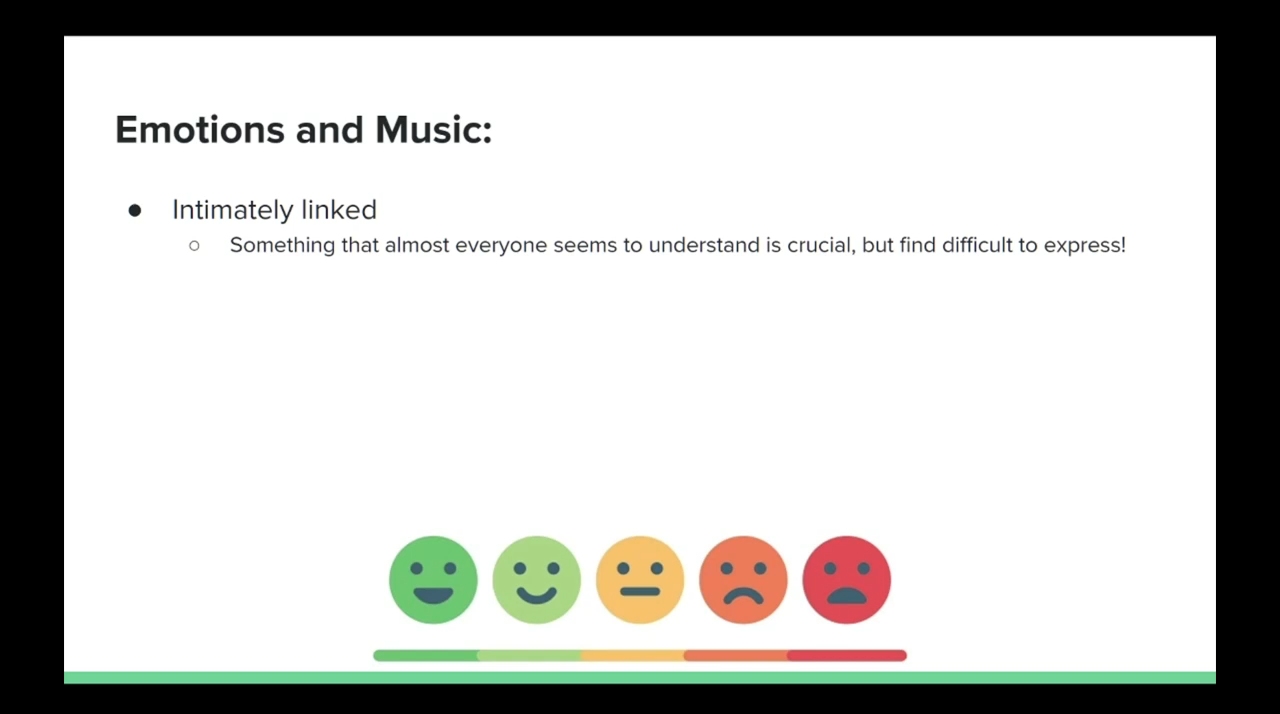 Emotions and Music:
● Intimately linked
○ Something that almost everyone seems to understand is crucial, but find difficult to express!